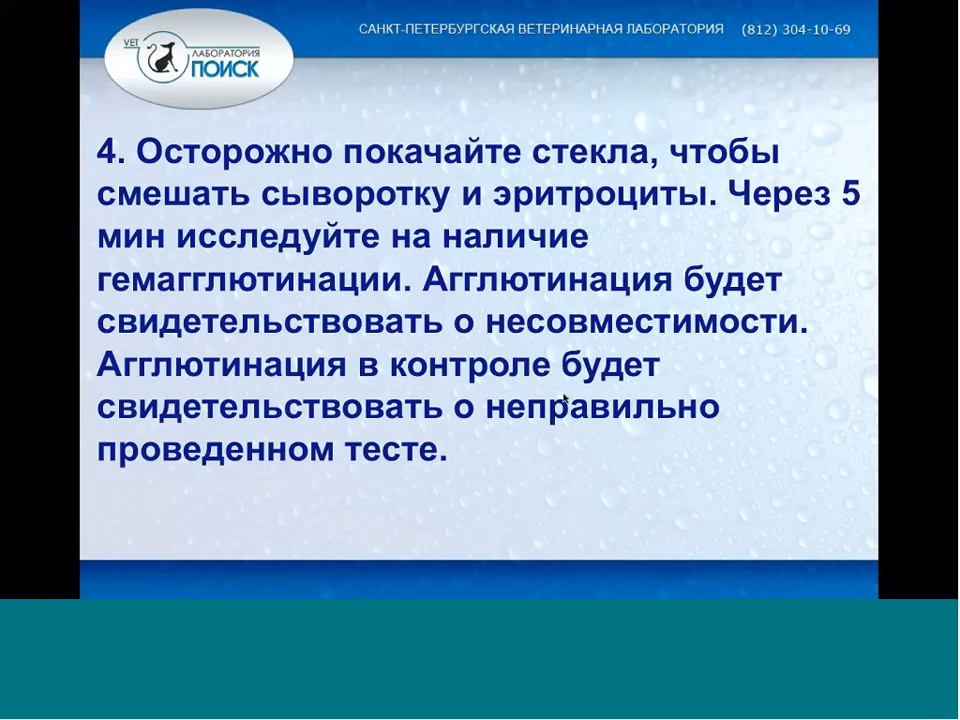 VET
ЛАБОРАТОРИЯ
ПОИСК
САНКТ-ПЕТЕРБУРГСКАЯ ВЕТЕРИНАРНАЯ ЛАБОРАТОРИЯ (812) 304-10-69
4. Осторожно покачайте стекла, чтобы
смешать сыворотку и эритроциты. Через 5
мин исследуйте на наличие
гемагглютинации. Агглютинация будет
свидетельствовать о несовместимости.
Агглютинация в контроле будет
свидетельствовать о неправильно
проведенном тесте.